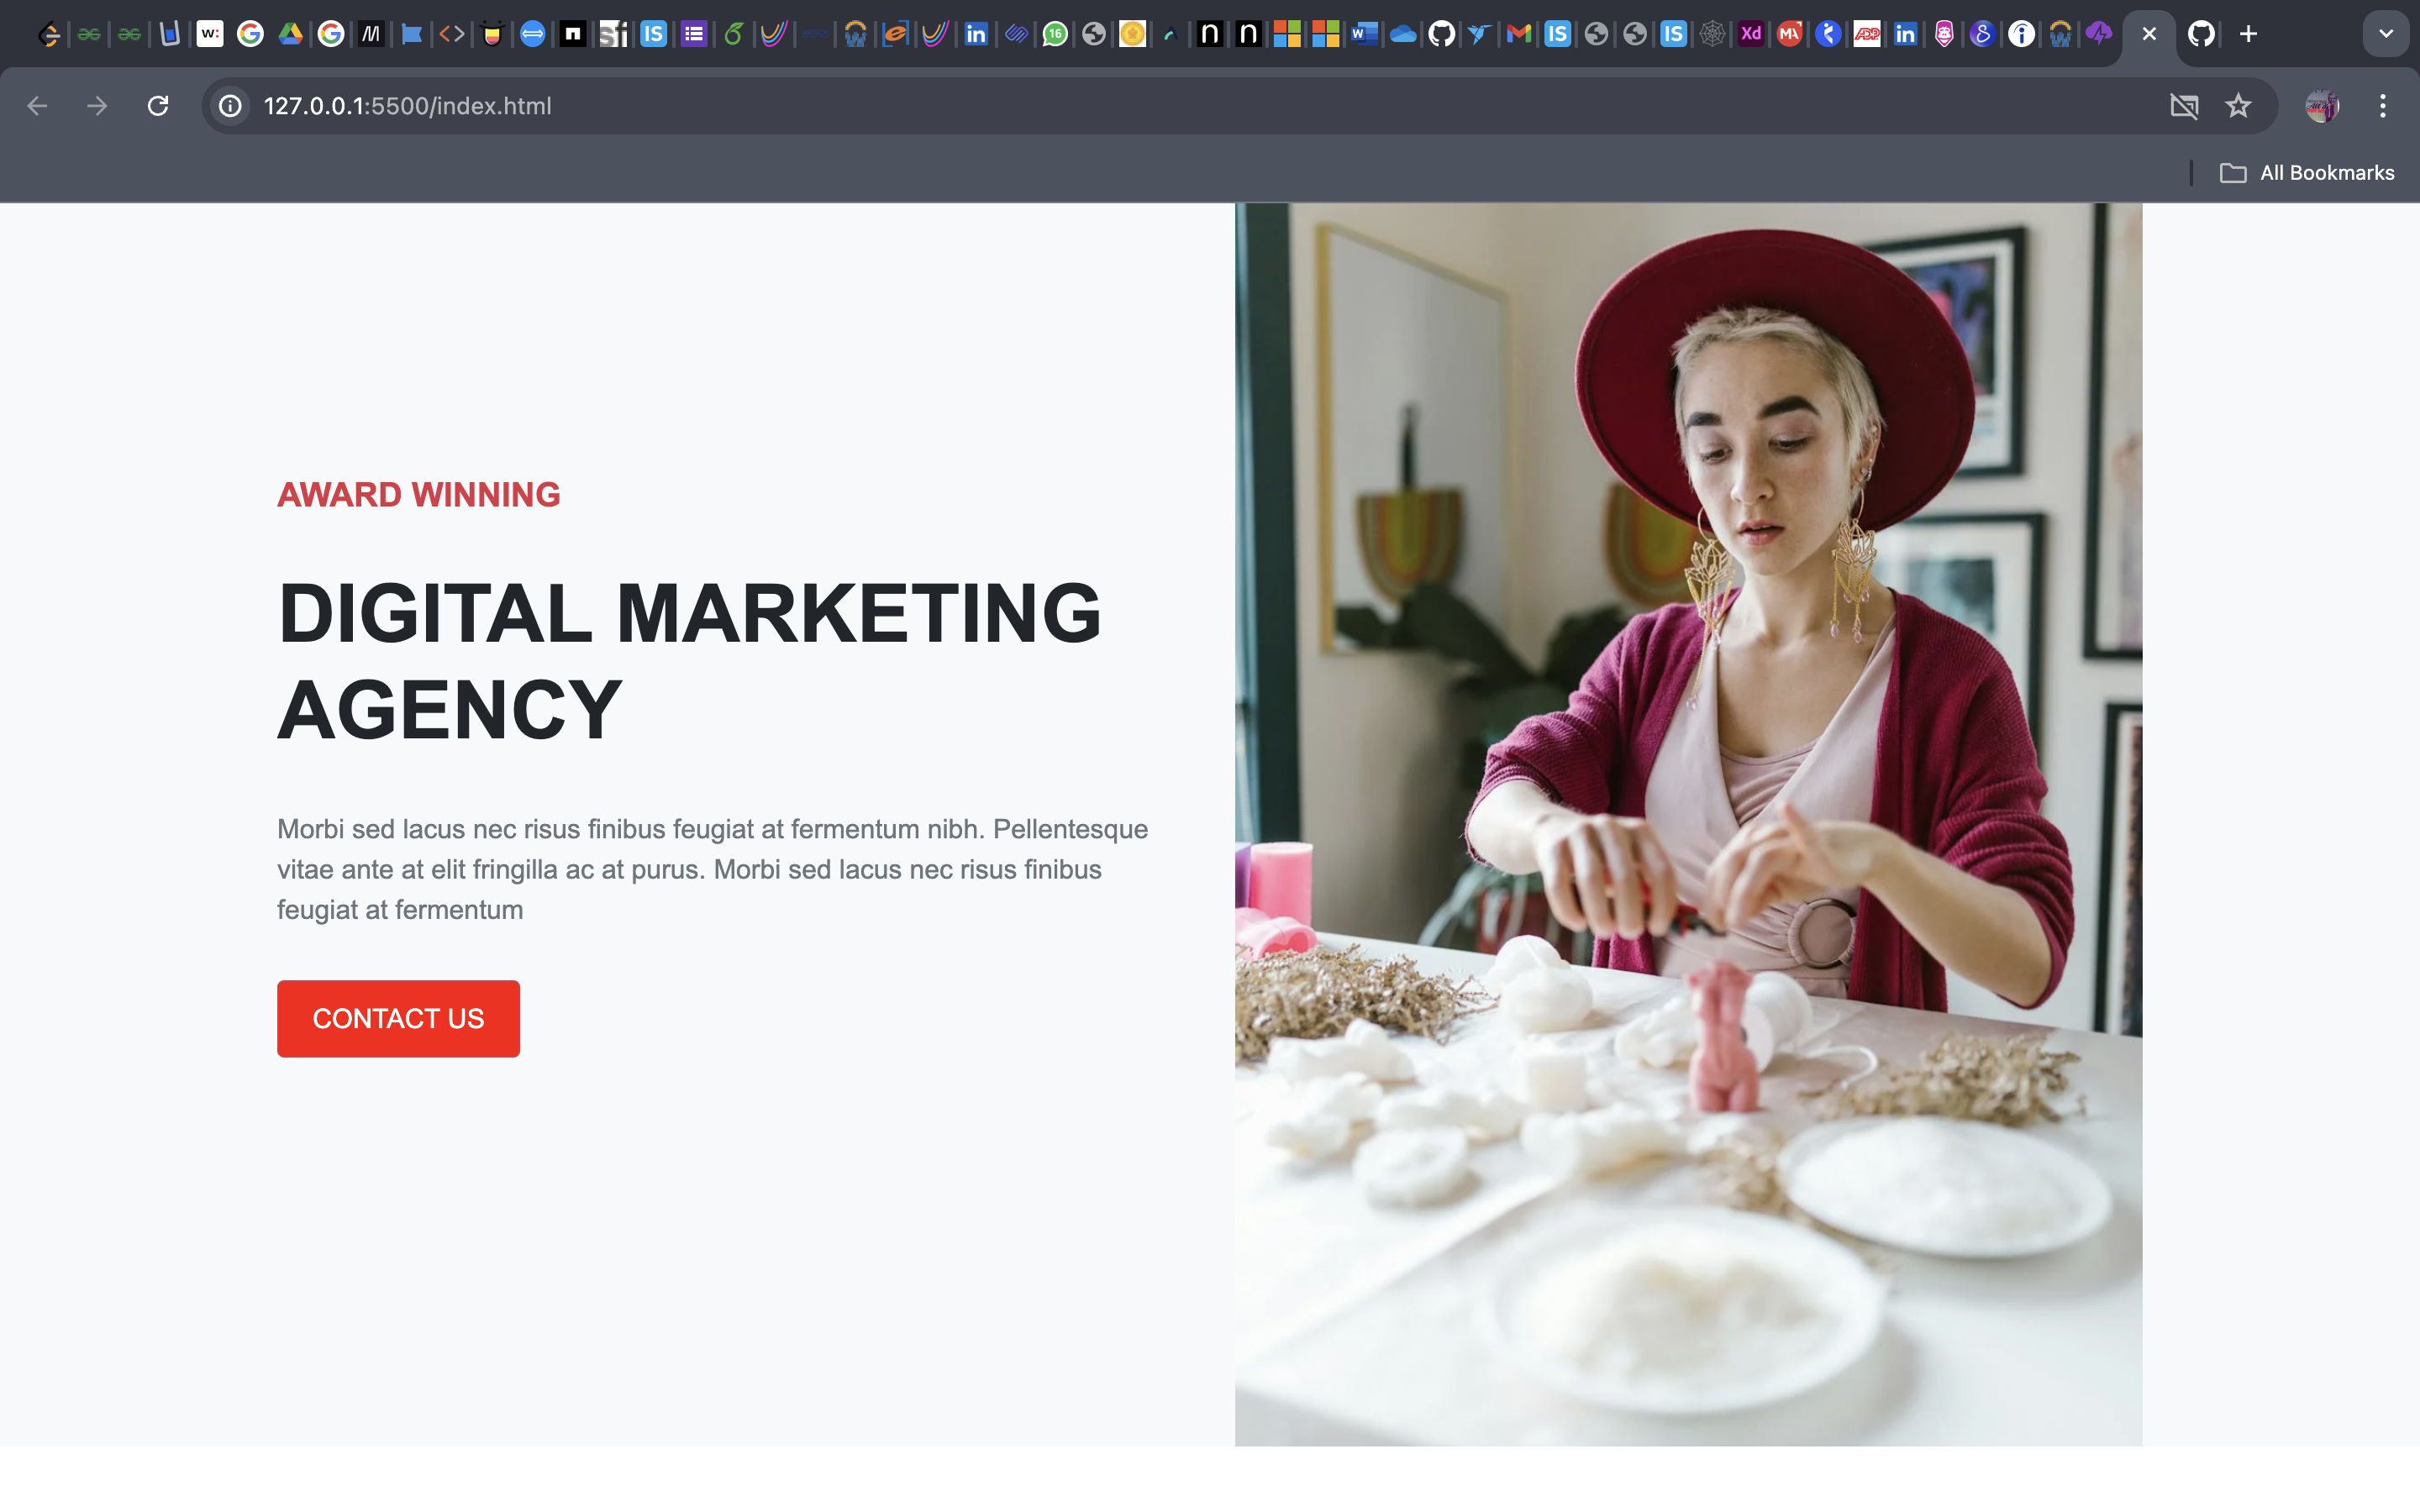 127.0.0.1:5500/index.html
All Bookmarks
AWARD WINNING
DIGITAL MARKETING
AGENCY
Morbi sed lacus nec risus finibus feugiat at fermentum nibh. Pellentesque
vitae ante at elit fringilla ac at purus. Morbi sed lacus nec risus finibus
feugiat at fermentum
CONTACT US